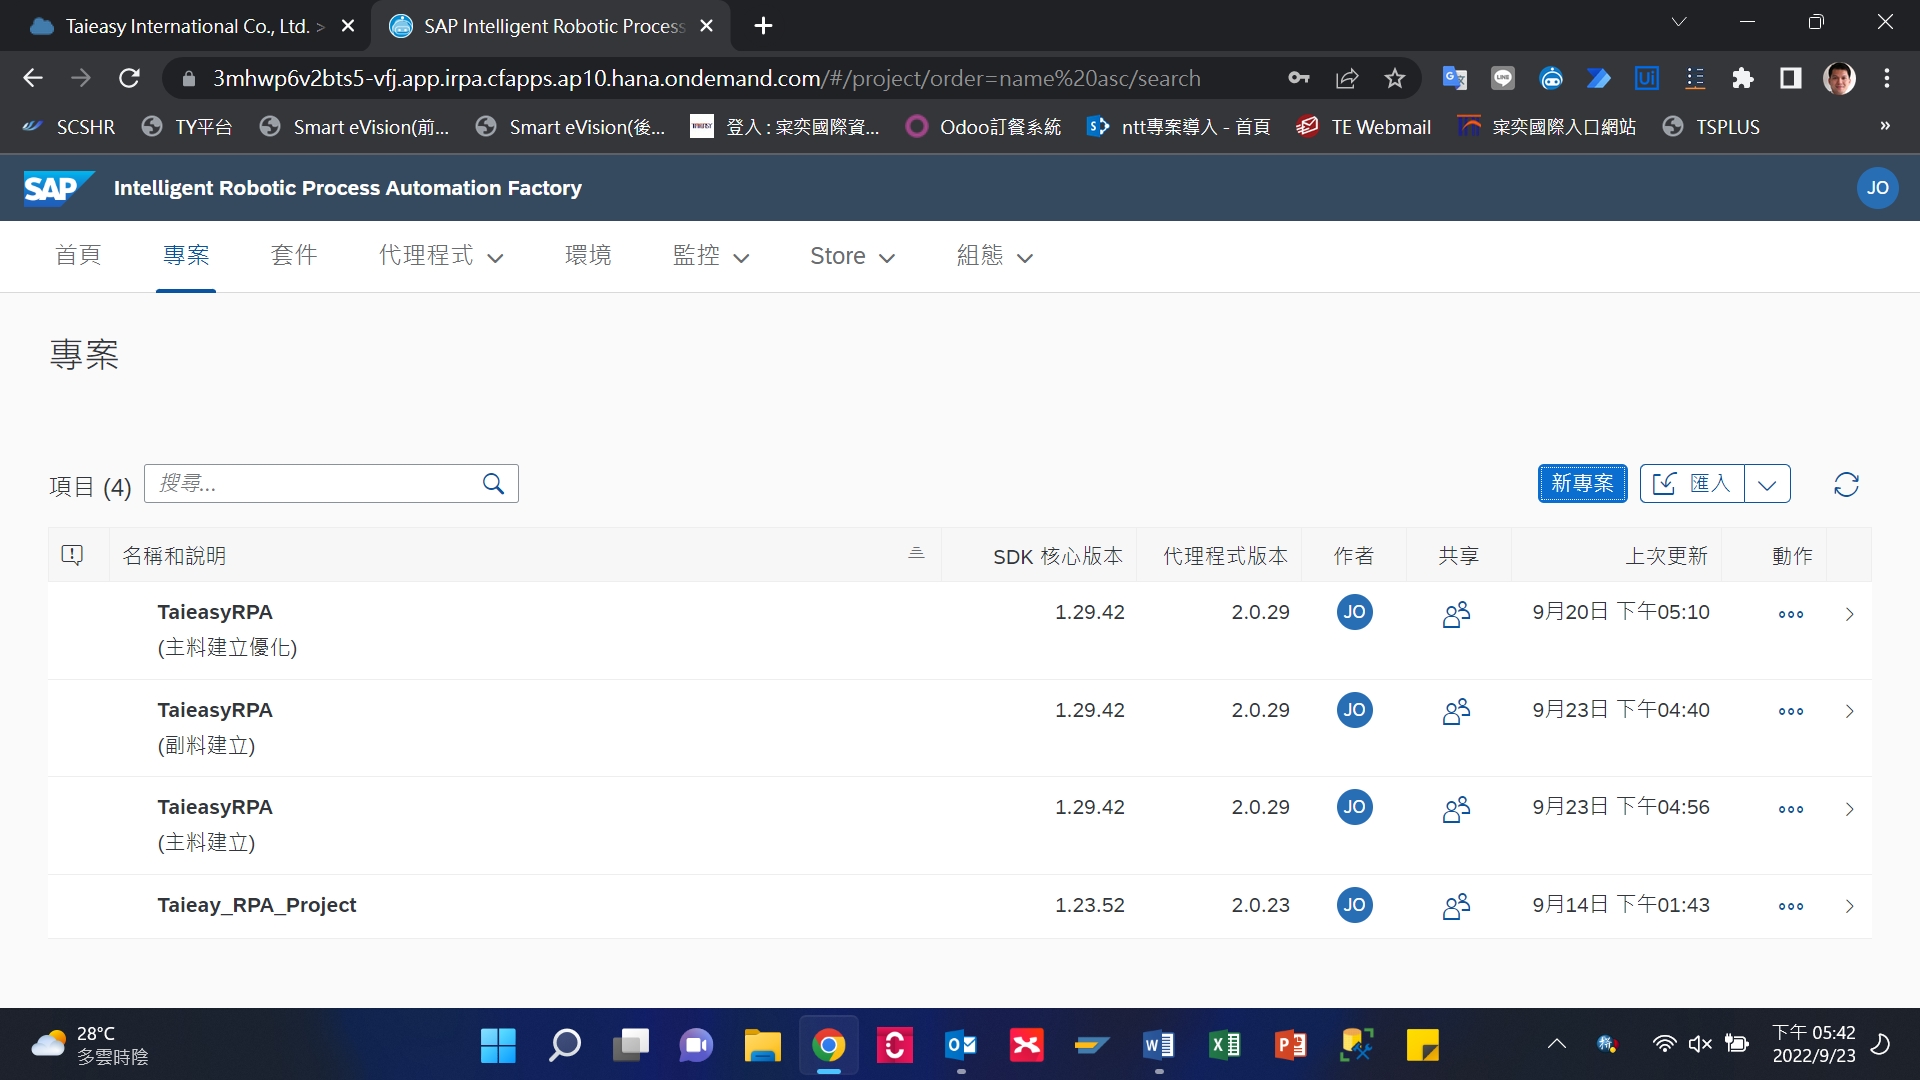 Taieasy International Co., Ltd. >
SAP Intelligent Robotic Process
3mhwp6v2bts5-vfj.app.irpa.cfapps.ap10.hana.ondemand.com/#/project/order=name%20asc/search
SCSHR
TY平台
Smart eVision(前...
Smart eVision(後...
登入 : 宷奕國際資...
Odoo訂餐系統
ntt專案導入 - 首頁
TE Webmail
宷奕國際入口網站
TSPLUS
»
SAP
Intelligent Robotic Process Automation Factory
JO
首頁
專案
套件
代理程式
環境
監控
Store
組態
專案
項目 (4)
搜尋...
新專案
匯入
名稱和說明
SDK 核心版本
代理程式版本
作者
共享
上次更新
動作
TaieasyRPA
(主料建立優化)
1.29.42
2.0.29
JO
9月20日 下午05:10
TaieasyRPA
(副料建立)
1.29.42
2.0.29
JO
9月23日 下午04:40
TaieasyRPA
(主料建立)
1.29.42
2.0.29
JO
9月23日 下午04:56
Taieay_RPA_Project
1.23.52
2.0.23
JO
9月14日 下午01:43
28°C
多雲時陰
下午 05:42
2022/9/23